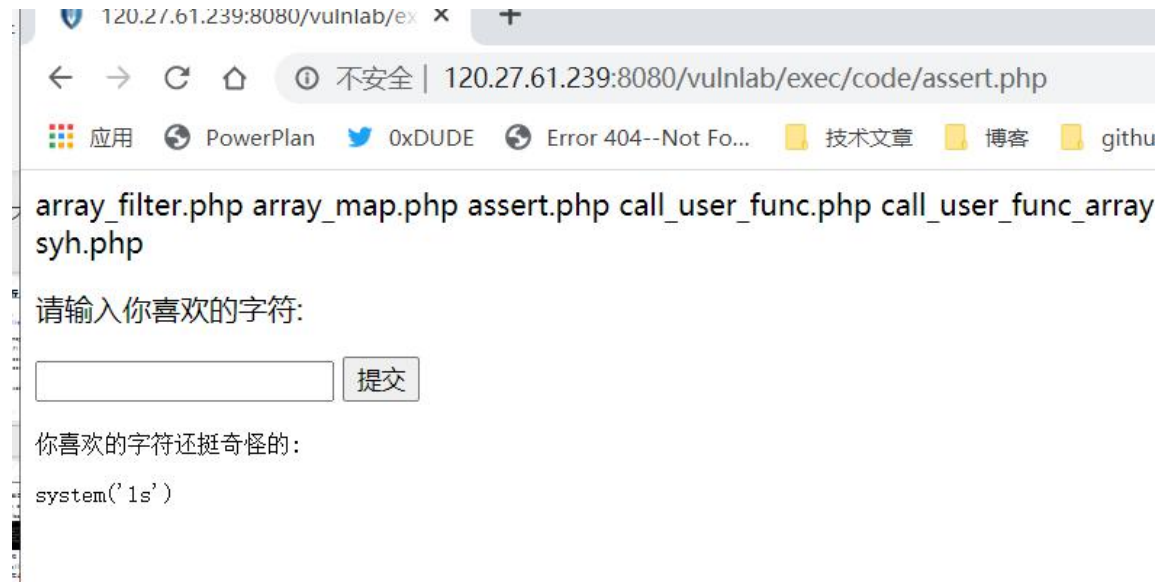 120.27.61.239:8080/vulnlab/ex
不安全 | 120.27.61.239:8080/vulnlab/exec/code/assert.php
应用 PowerPlan 0xDUDE Error 404--Not Fo... 技术文章 博客 githu
array_filter.php array_map.php assert.php call_user_func.php call_user_func_array
syh.php
请输入你喜欢的字符:
提交
你喜欢的字符还挺奇怪的:
system('ls')